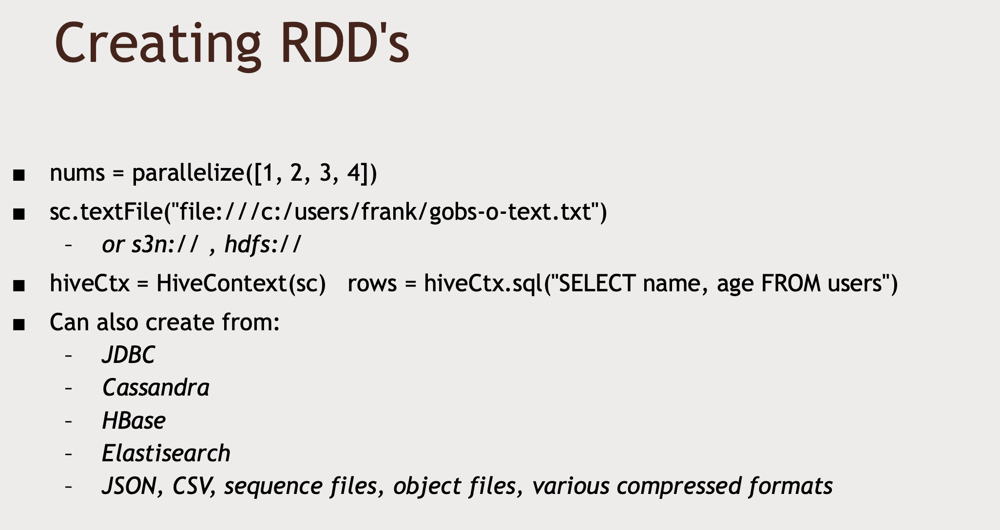 Creating RDD's
■ nums = parallelize([1, 2, 3, 4])
■ sc.textFile("file:///c:/users/frank/gobs-o-text.txt")
– or s3n:// , hdfs://
■ hiveCtx = HiveContext(sc) rows = hiveCtx.sql("SELECT name, age FROM users")
■ Can also create from:
– JDBC
– Cassandra
– HBase
– Elastisearch
– JSON, CSV, sequence files, object files, various compressed formats